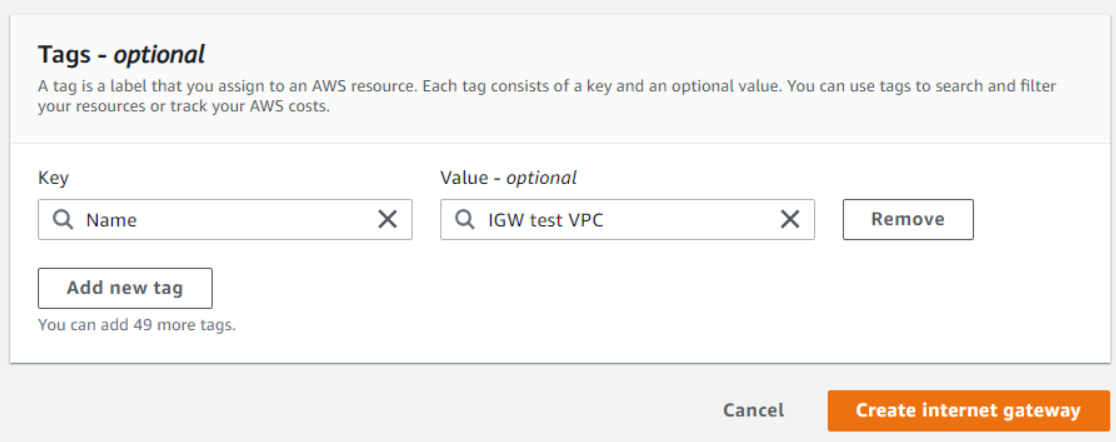 Tags - optional
A tag is a label that you assign to an AWS resource. Each tag consists of a key and an optional value. You can use tags to search and filter
your resources or track your AWS costs.
Key
Value - optional
Name
IGW test VPC
Remove
Add new tag
You can add 49 more tags.
Cancel
Create internet gateway